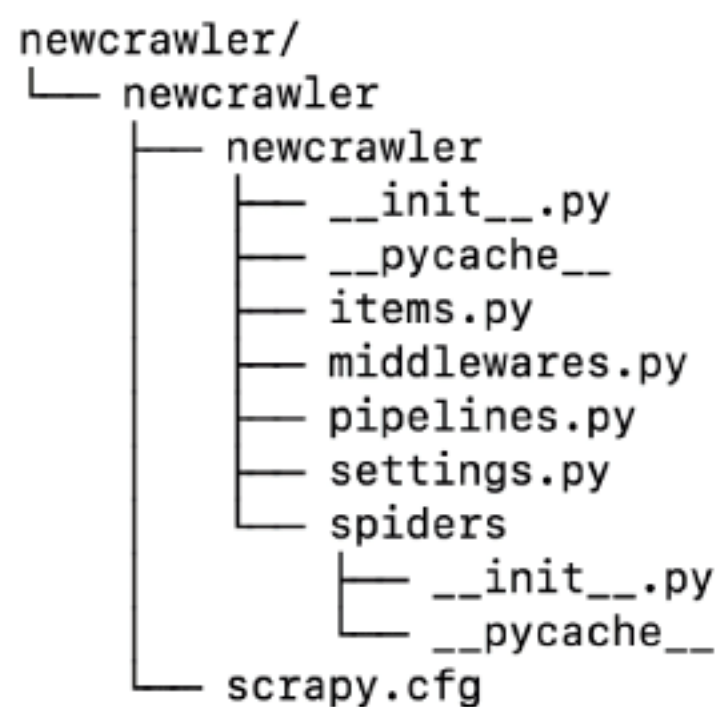 newcrawler/
└── newcrawler
    ├── newcrawler
    │   ├── __init__.py
    │   ├── __pycache__
    │   ├── items.py
    │   ├── middlewares.py
    │   ├── pipelines.py
    │   ├── settings.py
    │   └── spiders
    │       ├── __init__.py
    │       └── __pycache__
    └── scrapy.cfg